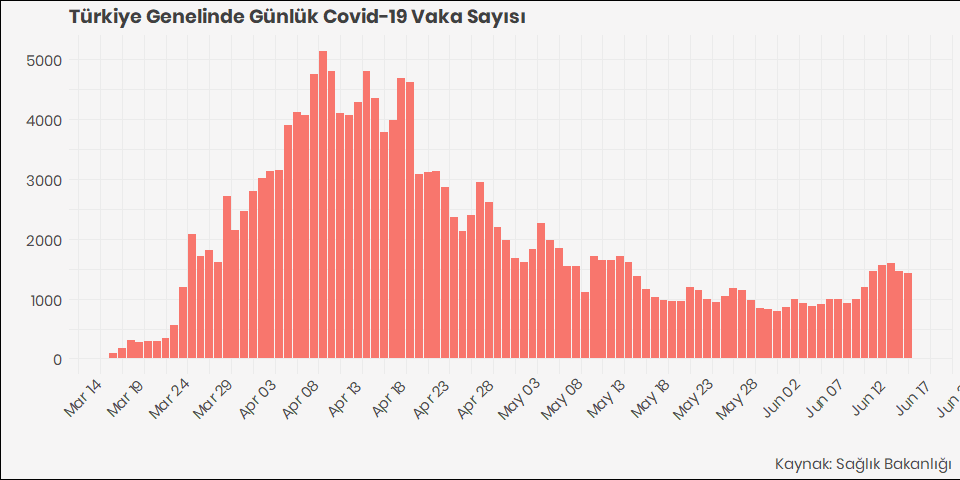 Türkiye Genelinde Günlük Covid-19 Vaka Sayısı
5000
4000
3000
2000
1000
0
Mar 14
Mar 19
Mar 24
Mar 29
Apr 03
Apr 08
Apr 13
Apr 18
Apr 23
Apr 28
May 03
May 08
May 13
May 18
May 23
May 28
Jun 02
Jun 07
Jun 12
Jun 17
Jun
Kaynak: Sağlık Bakanlığı